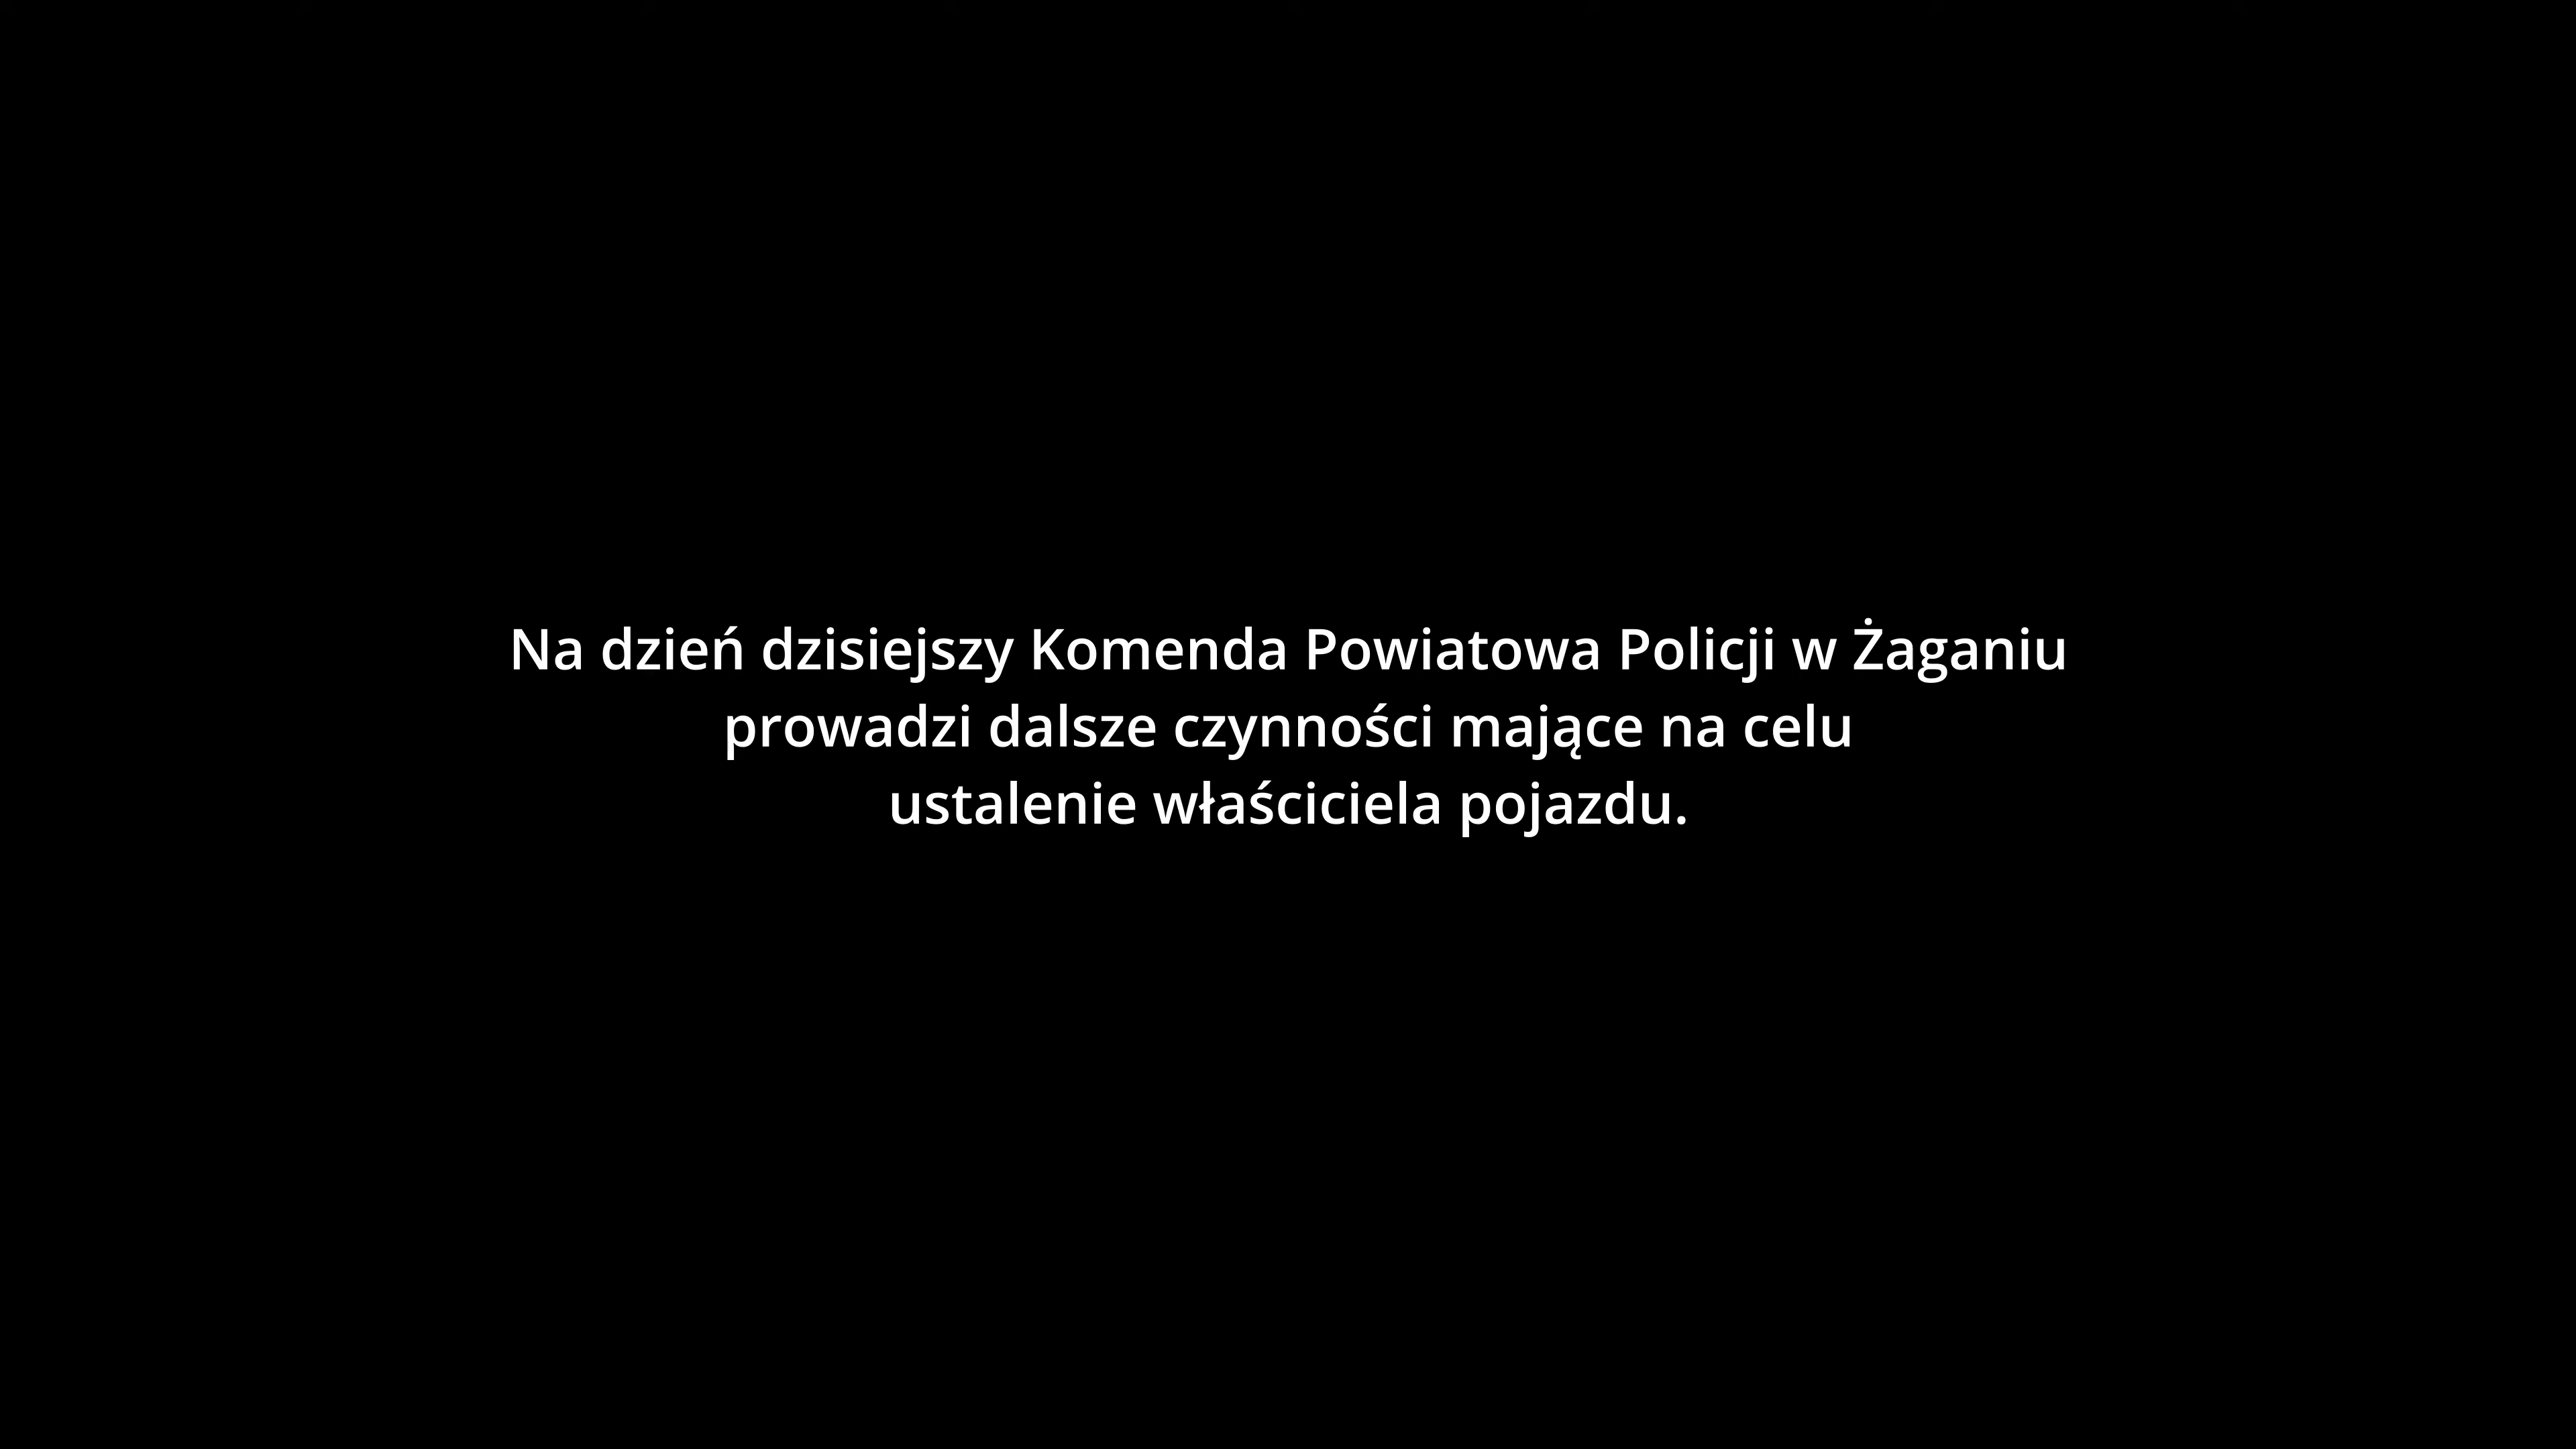 Na dzień dzisiejszy Komenda Powiatowa Policji w Żaganiu
prowadzi dalsze czynności mające na celu
ustalenie właściciela pojazdu.